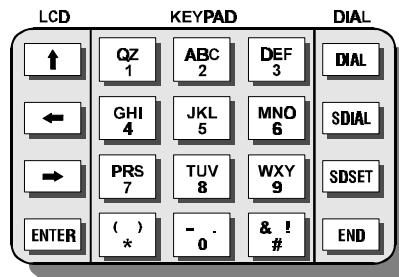 LCD KEYPAD DIAL
QZ ABC DEF DIAL
1 2 3
GHI JKL MNO SDIAL
4 5 6
PRS TUV WXY SDSET
7 8 9
ENTER ( ) - . & ! END
* 0 #